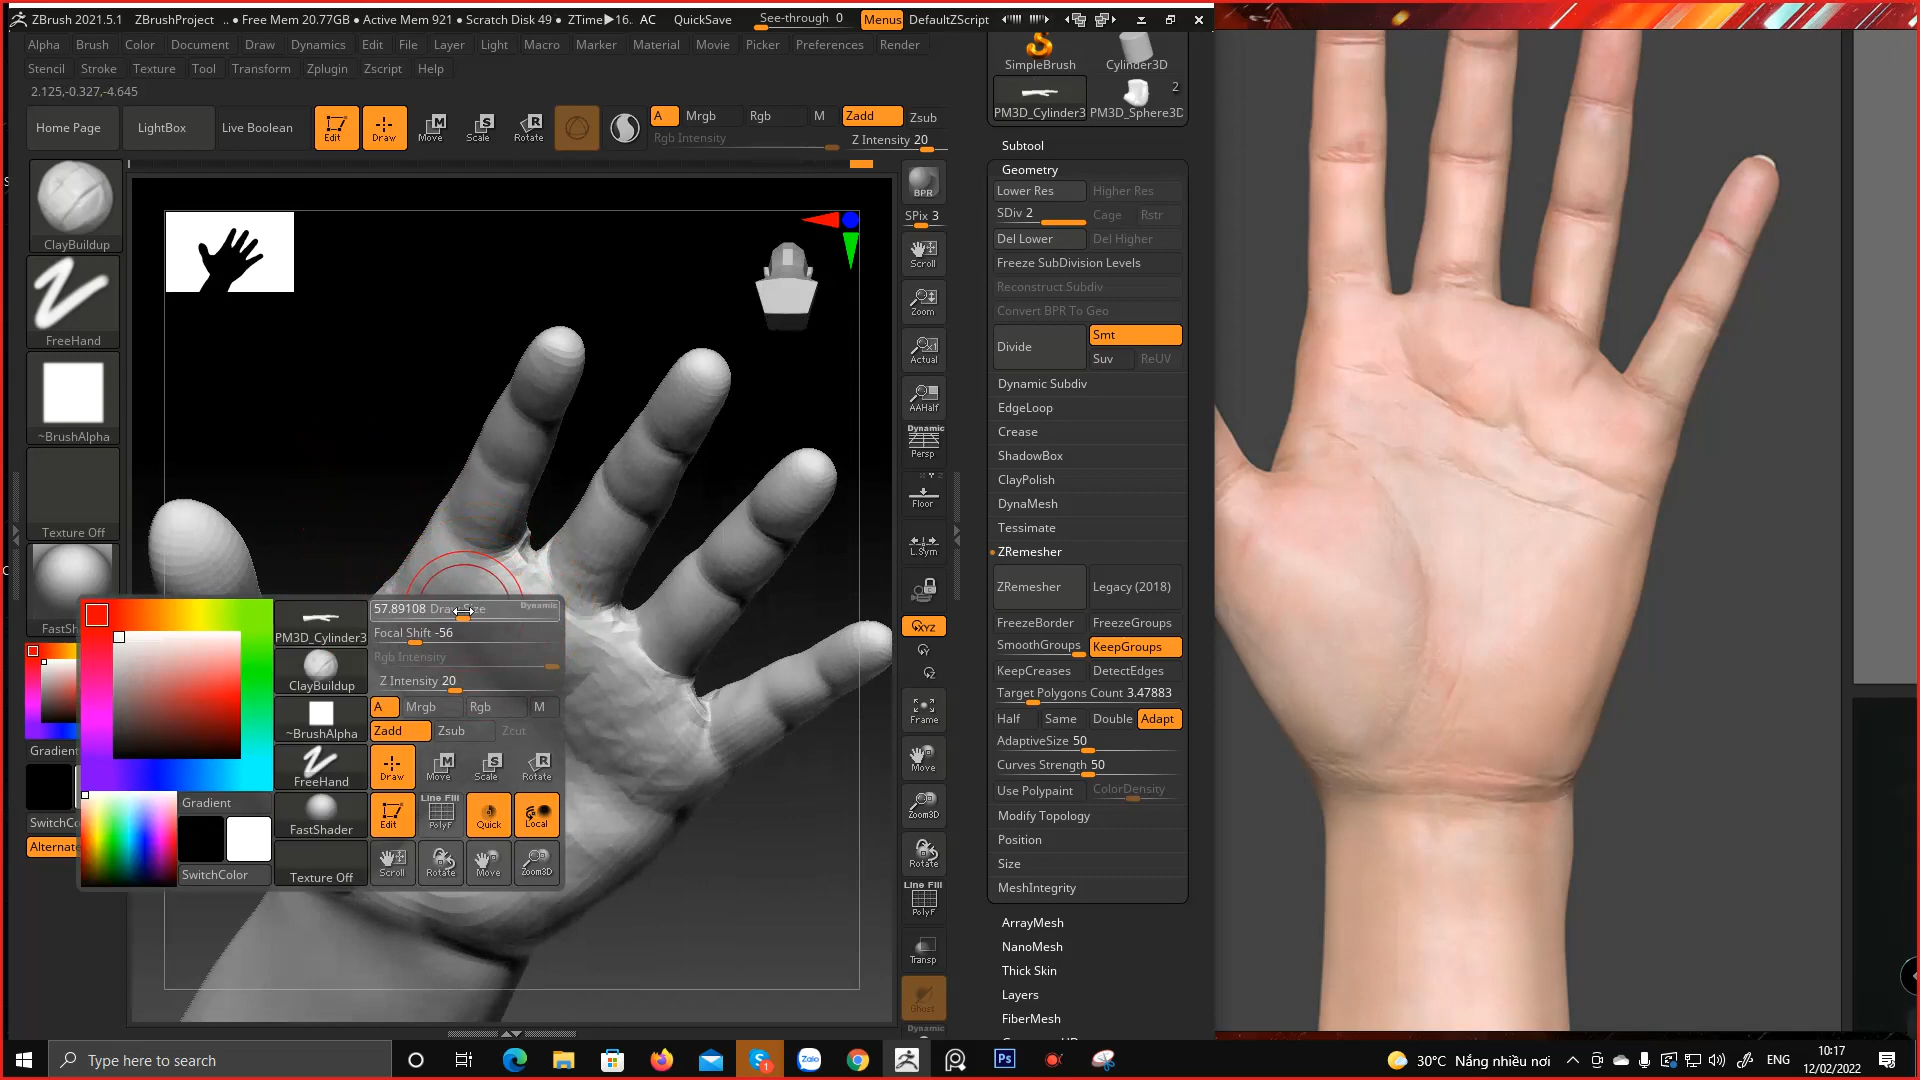 ZBrush 2021.5.1 ZBrushProject .. ● Free Mem 20.77GB ● Active Mem 921 ● Scratch Disk 49 ● ZTime▶16.. AC QuickSave See-through 0 Menus DefaultZScript
Alpha Brush Color Document Draw Dynamics Edit File Layer Light Macro Marker Material Movie Picker Preferences Render
Stencil Stroke Texture Tool Transform Zplugin Zscript Help
2.125,-0.327,-4.645
Home Page LightBox Live Boolean Edit Draw Move Scale Rotate A Mrgb Rgb M Zadd Zsub
Rgb Intensity Z Intensity 20
ClayBuildup
FreeHand
~BrushAlpha
Texture Off
FastSh
Gradient
SwitchCo
Alternate
PM3D_Cylinder3
ClayBuildup
~BrushAlpha
FreeHand
FastShader
Texture Off
Gradient
SwitchColor
57.89108 Draw Size Dynamic
Focal Shift -56
Rgb Intensity
Z Intensity 20
A Mrgb Rgb M
Zadd Zsub Zcut
Draw Move Scale Rotate
Line Fill
Edit PolyF Quick Local
Scroll Rotate Move Zoom3D
BPR
SPix 3
Scroll
Zoom
Actual
AAHalf
Dynamic
Persp
Floor
L.Sym
XYZ
Frame
Move
Zoom3D
Rotate
Line Fill
PolyF
Transp
Ghost
Dynamic
SimpleBrush Cylinder3D
2
PM3D_Cylinder3 PM3D_Sphere3D
Subtool
Geometry
Lower Res Higher Res
SDiv 2 Cage Rstr
Del Lower Del Higher
Freeze SubDivision Levels
Reconstruct Subdiv
Convert BPR To Geo
Divide Smt
Suv ReUV
Dynamic Subdiv
EdgeLoop
Crease
ShadowBox
ClayPolish
DynaMesh
Tessimate
ZRemesher
ZRemesher Legacy (2018)
FreezeBorder FreezeGroups
SmoothGroups KeepGroups
KeepCreases DetectEdges
Target Polygons Count 3.47883
Half Same Double Adapt
AdaptiveSize 50
Curves Strength 50
Use Polypaint ColorDensity
Modify Topology
Position
Size
MeshIntegrity
ArrayMesh
NanoMesh
Thick Skin
Layers
FiberMesh
Type here to search
Zalo
Ps
1
30°C Nắng nhiều nơi
ENG
10:17
12/02/2022